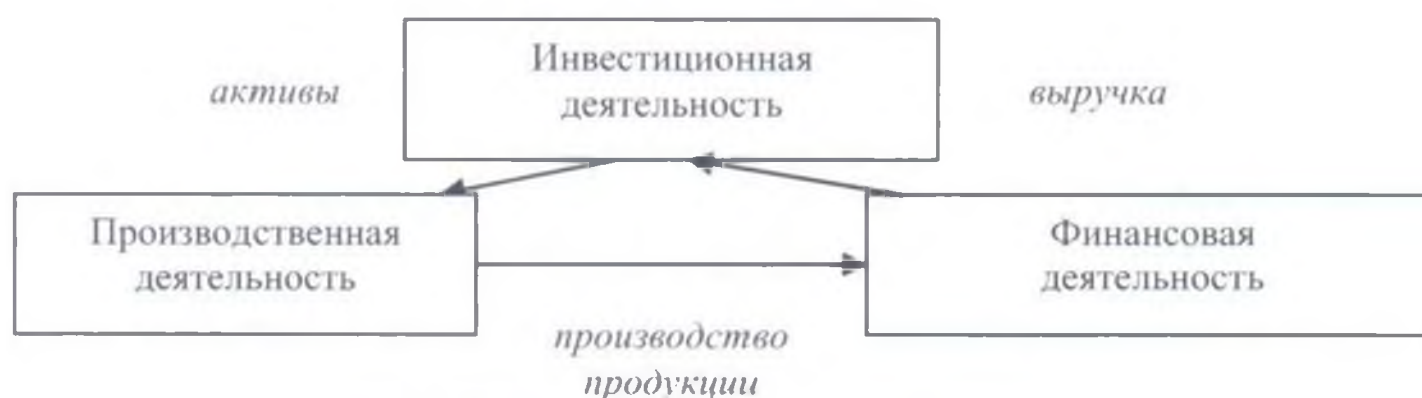 Инвестиционная
деятельность
активы
выручка
Производственная
деятельность
Финансовая
деятельность
производство
продукции